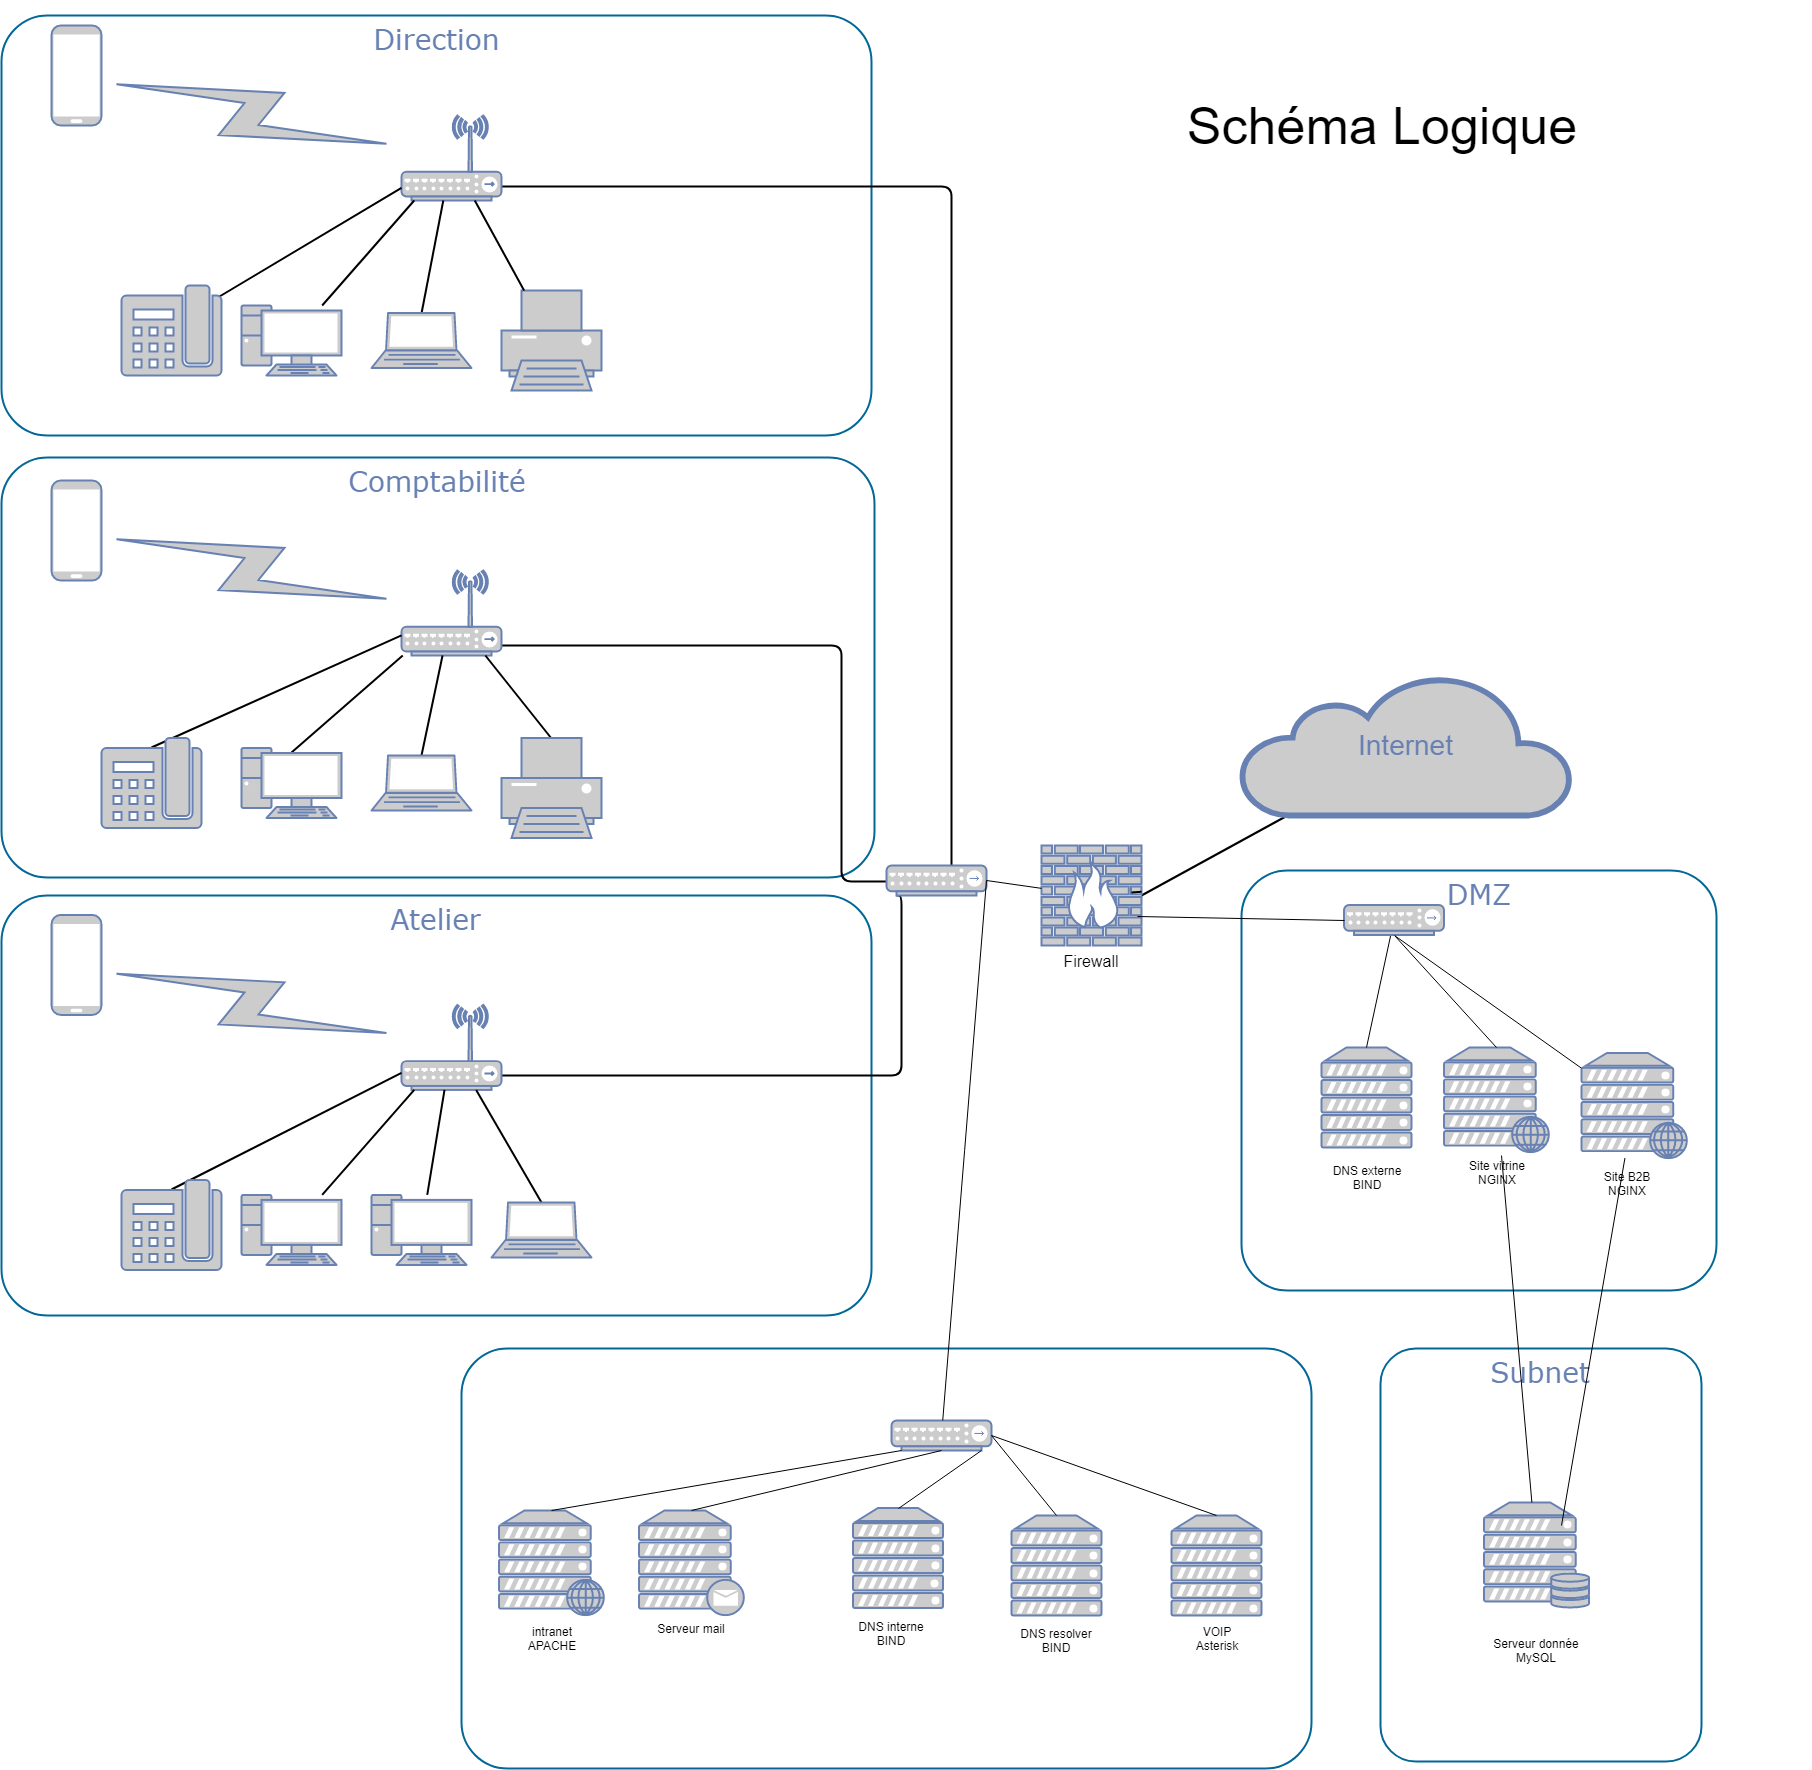 Direction
Schéma Logique
Comptabilité
Internet
DMZ
Atelier
Firewall
DNS externe
BIND
Site vitrine
NGINX
Site B2B
NGINX
Subnet
intranet
APACHE
Serveur mail
DNS interne
BIND
DNS resolver
BIND
VOIP
Asterisk
Serveur donnée
MySQL